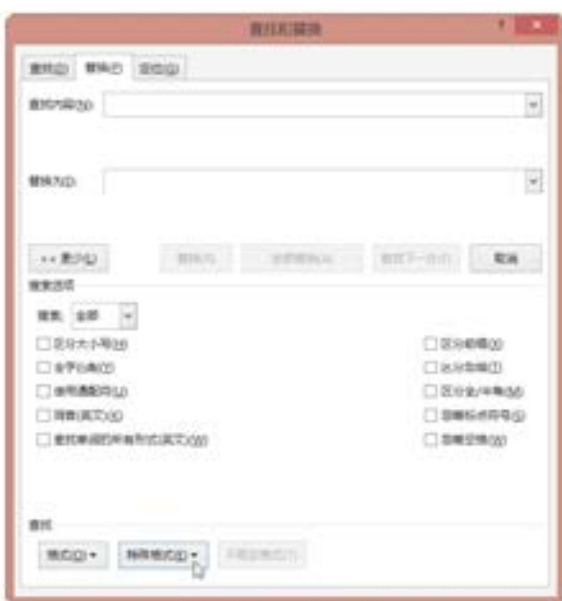 查找和替换
查找(D) 替换(P) 定位(G)
查找内容(N):
替换为(I):
<< 更少(L) 替换(R) 全部替换(A) 查找下一处(F) 取消
搜索选项
搜索: 全部
区分大小写(H) 区分前缀(X)
全字匹配(Y) 区分后缀(T)
使用通配符(U) 区分全/半角(M)
同音(英文)(K) 忽略标点符号(S)
查找单词的所有形式(英文)(W) 忽略空格(W)
查找
格式(O) 特殊格式(E) 不限定格式(T)